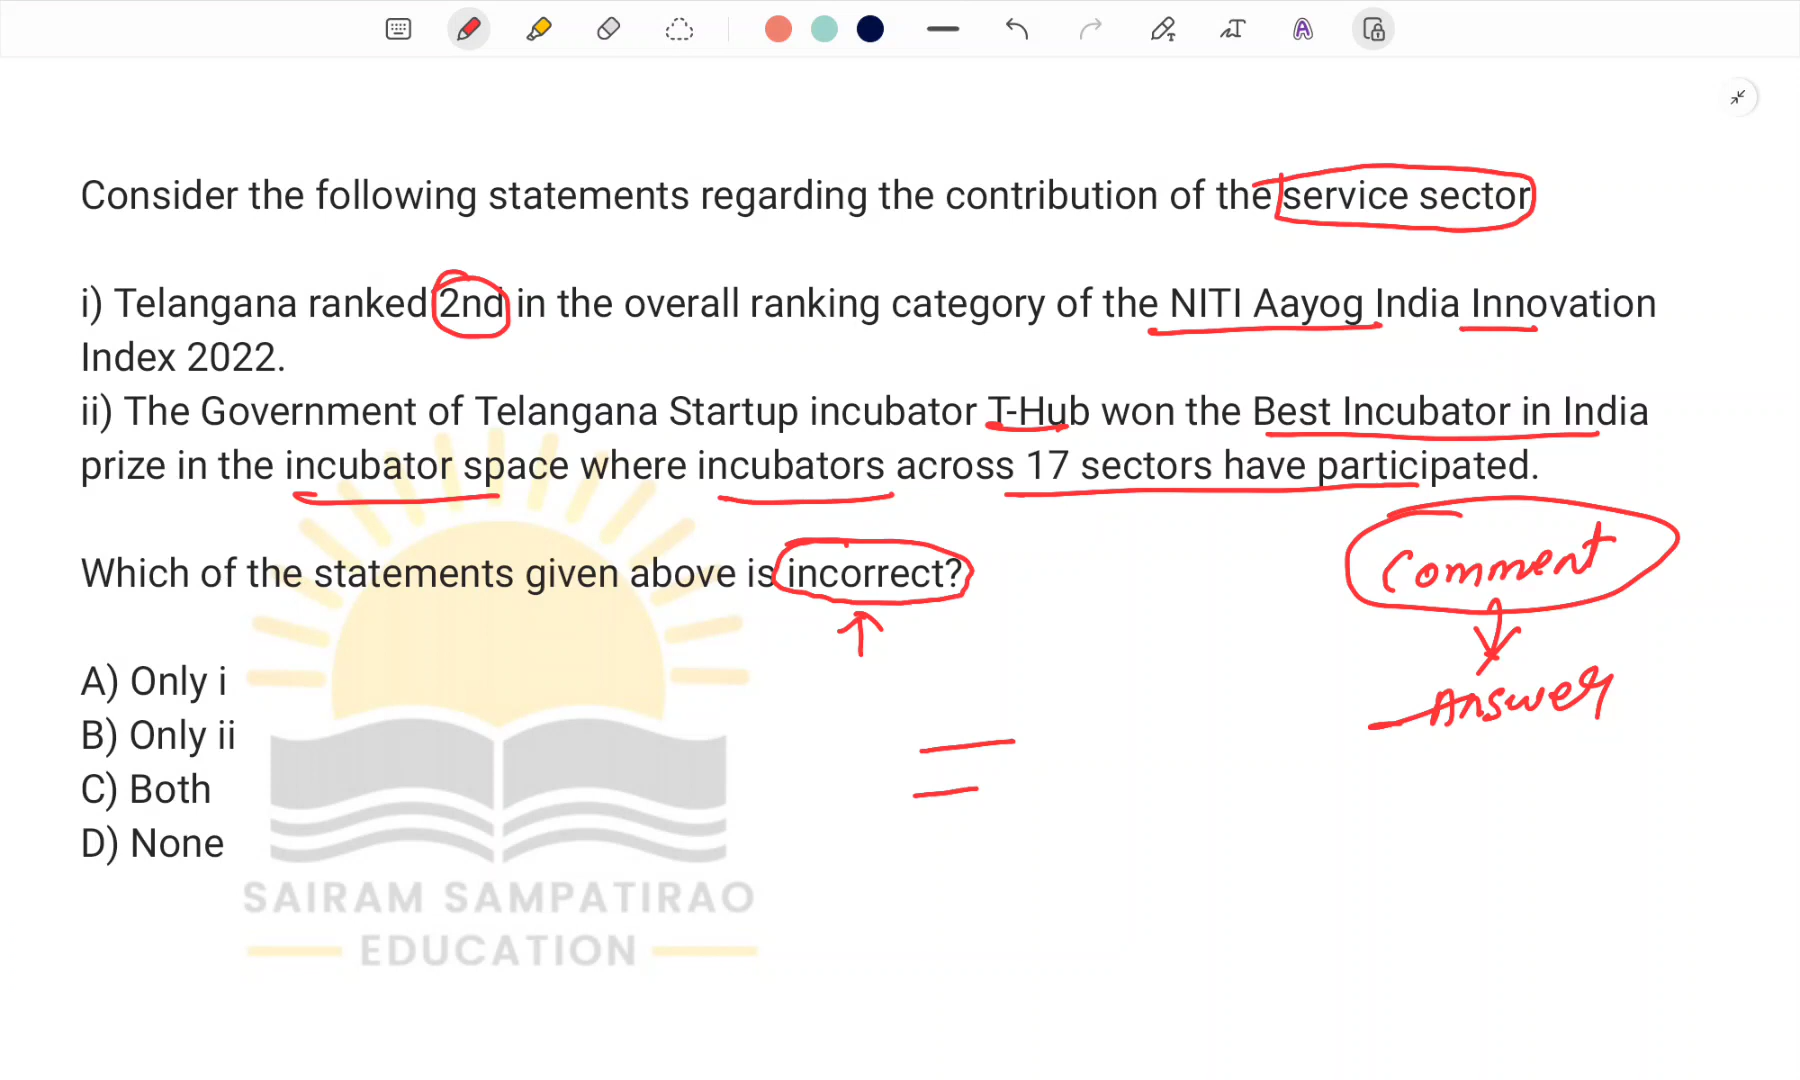 Consider the following statements regarding the contribution of the service sector
i) Telangana ranked 2nd in the overall ranking category of the NITI Aayog India Innovation
Index 2022.
ii) The Government of Telangana Startup incubator T-Hub won the Best Incubator in India
prize in the incubator space where incubators across 17 sectors have participated.
Which of the statements given above is incorrect?
Comment
Answer
A) Only i
B) Only ii
C) Both
D) None
SAIRAM SAMPATIRAO
EDUCATION